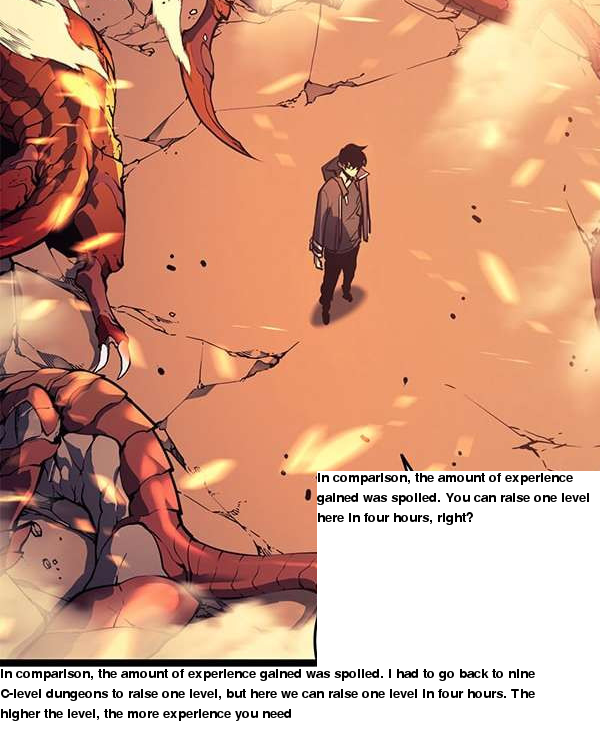 In comparison, the amount of experience
gained was spoiled. You can raise one level
here in four hours, right?
In comparison, the amount of experience gained was spoiled. I had to go back to nine
C-level dungeons to raise one level, but here we can raise one level in four hours. The
higher the level, the more experience you need